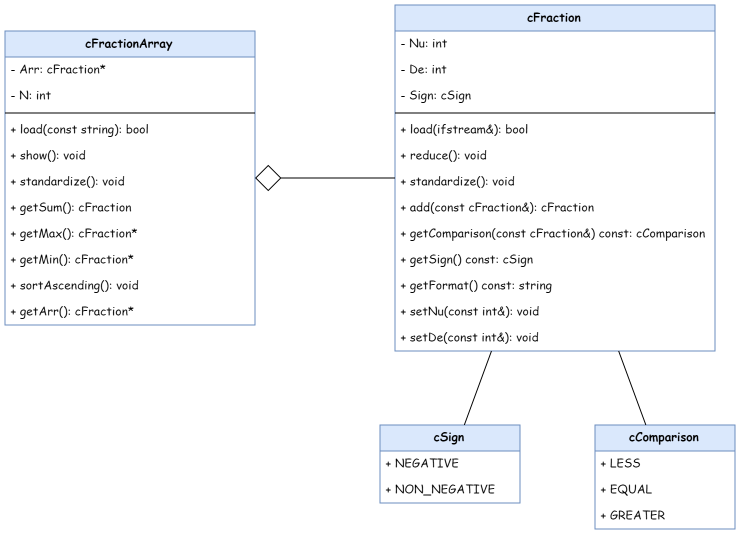 cFractionArray
- Arr: cFraction*
- N: int
+ load(const string): bool
+ show(): void
+ standardize(): void
+ getSum(): cFraction
+ getMax(): cFraction*
+ getMin(): cFraction*
+ sortAscending(): void
+ getArr(): cFraction*
cFraction
- Nu: int
- De: int
- Sign: cSign
+ load(ifstream&): bool
+ reduce(): void
+ standardize(): void
+ add(const cFraction&): cFraction
+ getComparison(const cFraction&) const: cComparison
+ getSign() const: cSign
+ getFormat() const: string
+ setNu(const int&): void
+ setDe(const int&): void
cSign
+ NEGATIVE
+ NON_NEGATIVE
cComparison
+ LESS
+ EQUAL
+ GREATER